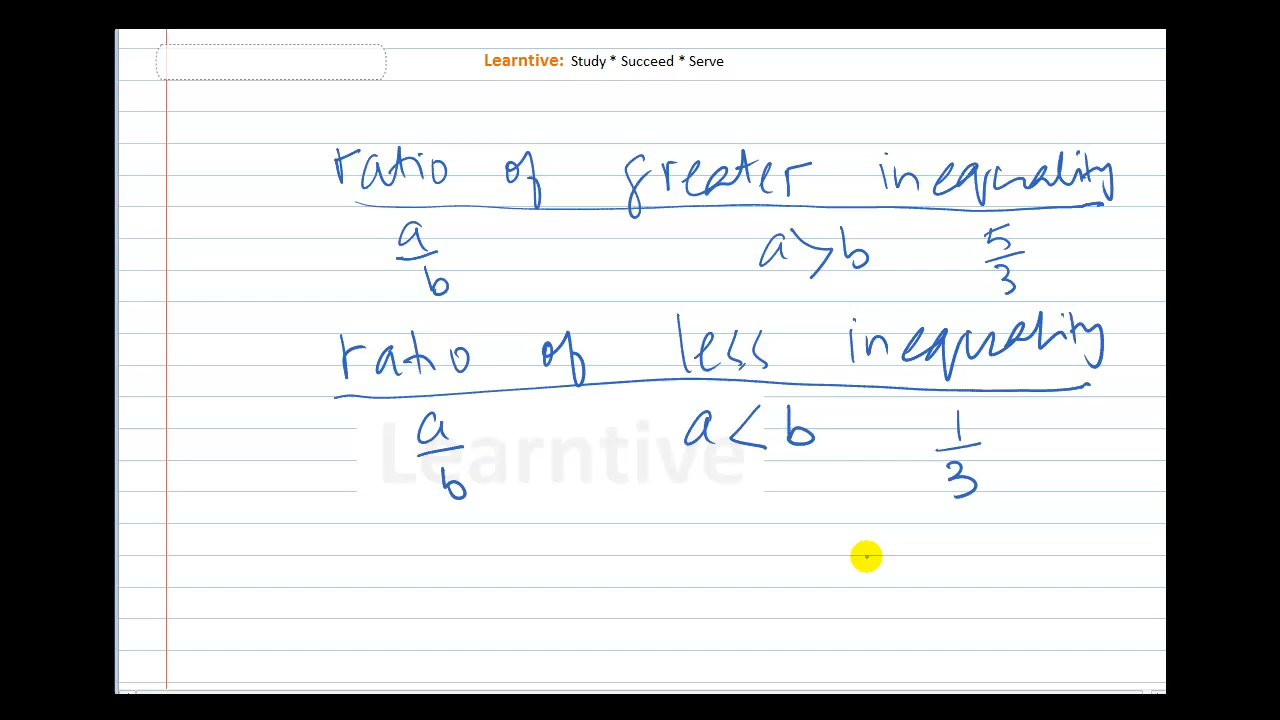 Learntive: Study * Succeed * Serve
ratio of greater inequality
a/b a>b 5/3
ratio of less inequality
a/b a<b 1/3
Learntive